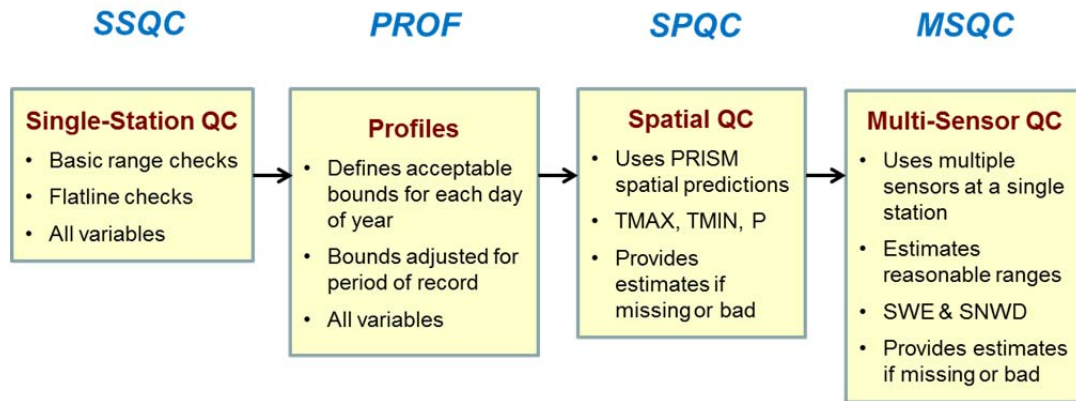 SSQC
PROF
SPQC
MSQC
Single-Station QC
• Basic range checks
• Flatline checks
• All variables
Profiles
• Defines acceptable
bounds for each day
of year
• Bounds adjusted for
period of record
• All variables
Spatial QC
• Uses PRISM
spatial predictions
• TMAX, TMIN, P
• Provides
estimates if
missing or bad
Multi-Sensor QC
• Uses multiple
sensors at a single
station
• Estimates
reasonable ranges
• SWE & SNWD
• Provides estimates
if missing or bad